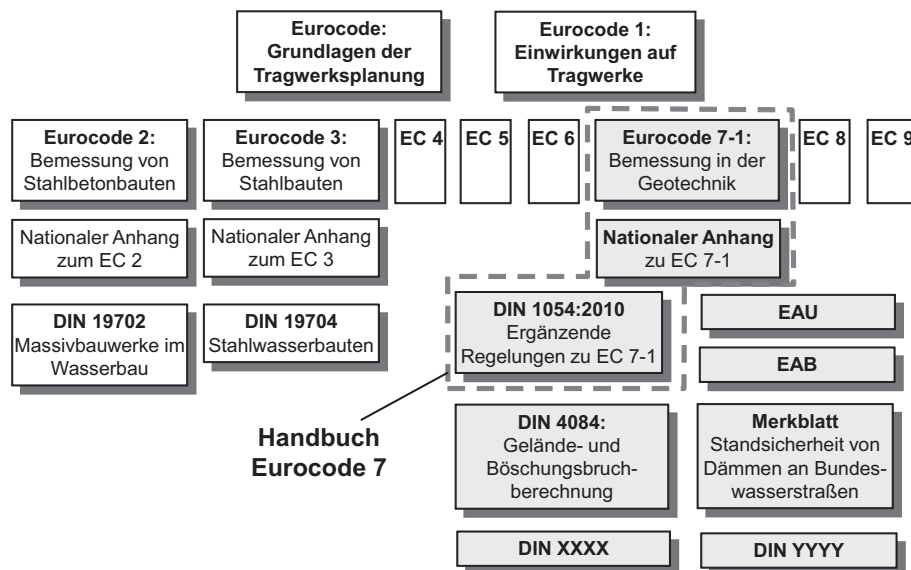 Eurocode:
Grundlagen der
Tragwerksplanung
Eurocode 1:
Einwirkungen auf
Tragwerke
Eurocode 2:
Bemessung von
Stahlbetonbauten
Eurocode 3:
Bemessung von
Stahlbauten
EC 4
EC 5
EC 6
Eurocode 7-1:
Bemessung in der
Geotechnik
EC 8
EC 9
Nationaler Anhang
zum EC 2
Nationaler Anhang
zum EC 3
Nationaler Anhang
zu EC 7-1
DIN 19702
Massivbauwerke im
Wasserbau
DIN 19704
Stahlwasserbauten
DIN 1054:2010
Ergänzende
Regelungen zu EC 7-1
EAU
EAB
Handbuch
Eurocode 7
DIN 4084:
Gelände- und
Böschungsbruch-
berechnung
Merkblatt
Standsicherheit von
Dämmen an Bundes-
wasserstraßen
DIN XXXX
DIN YYYY